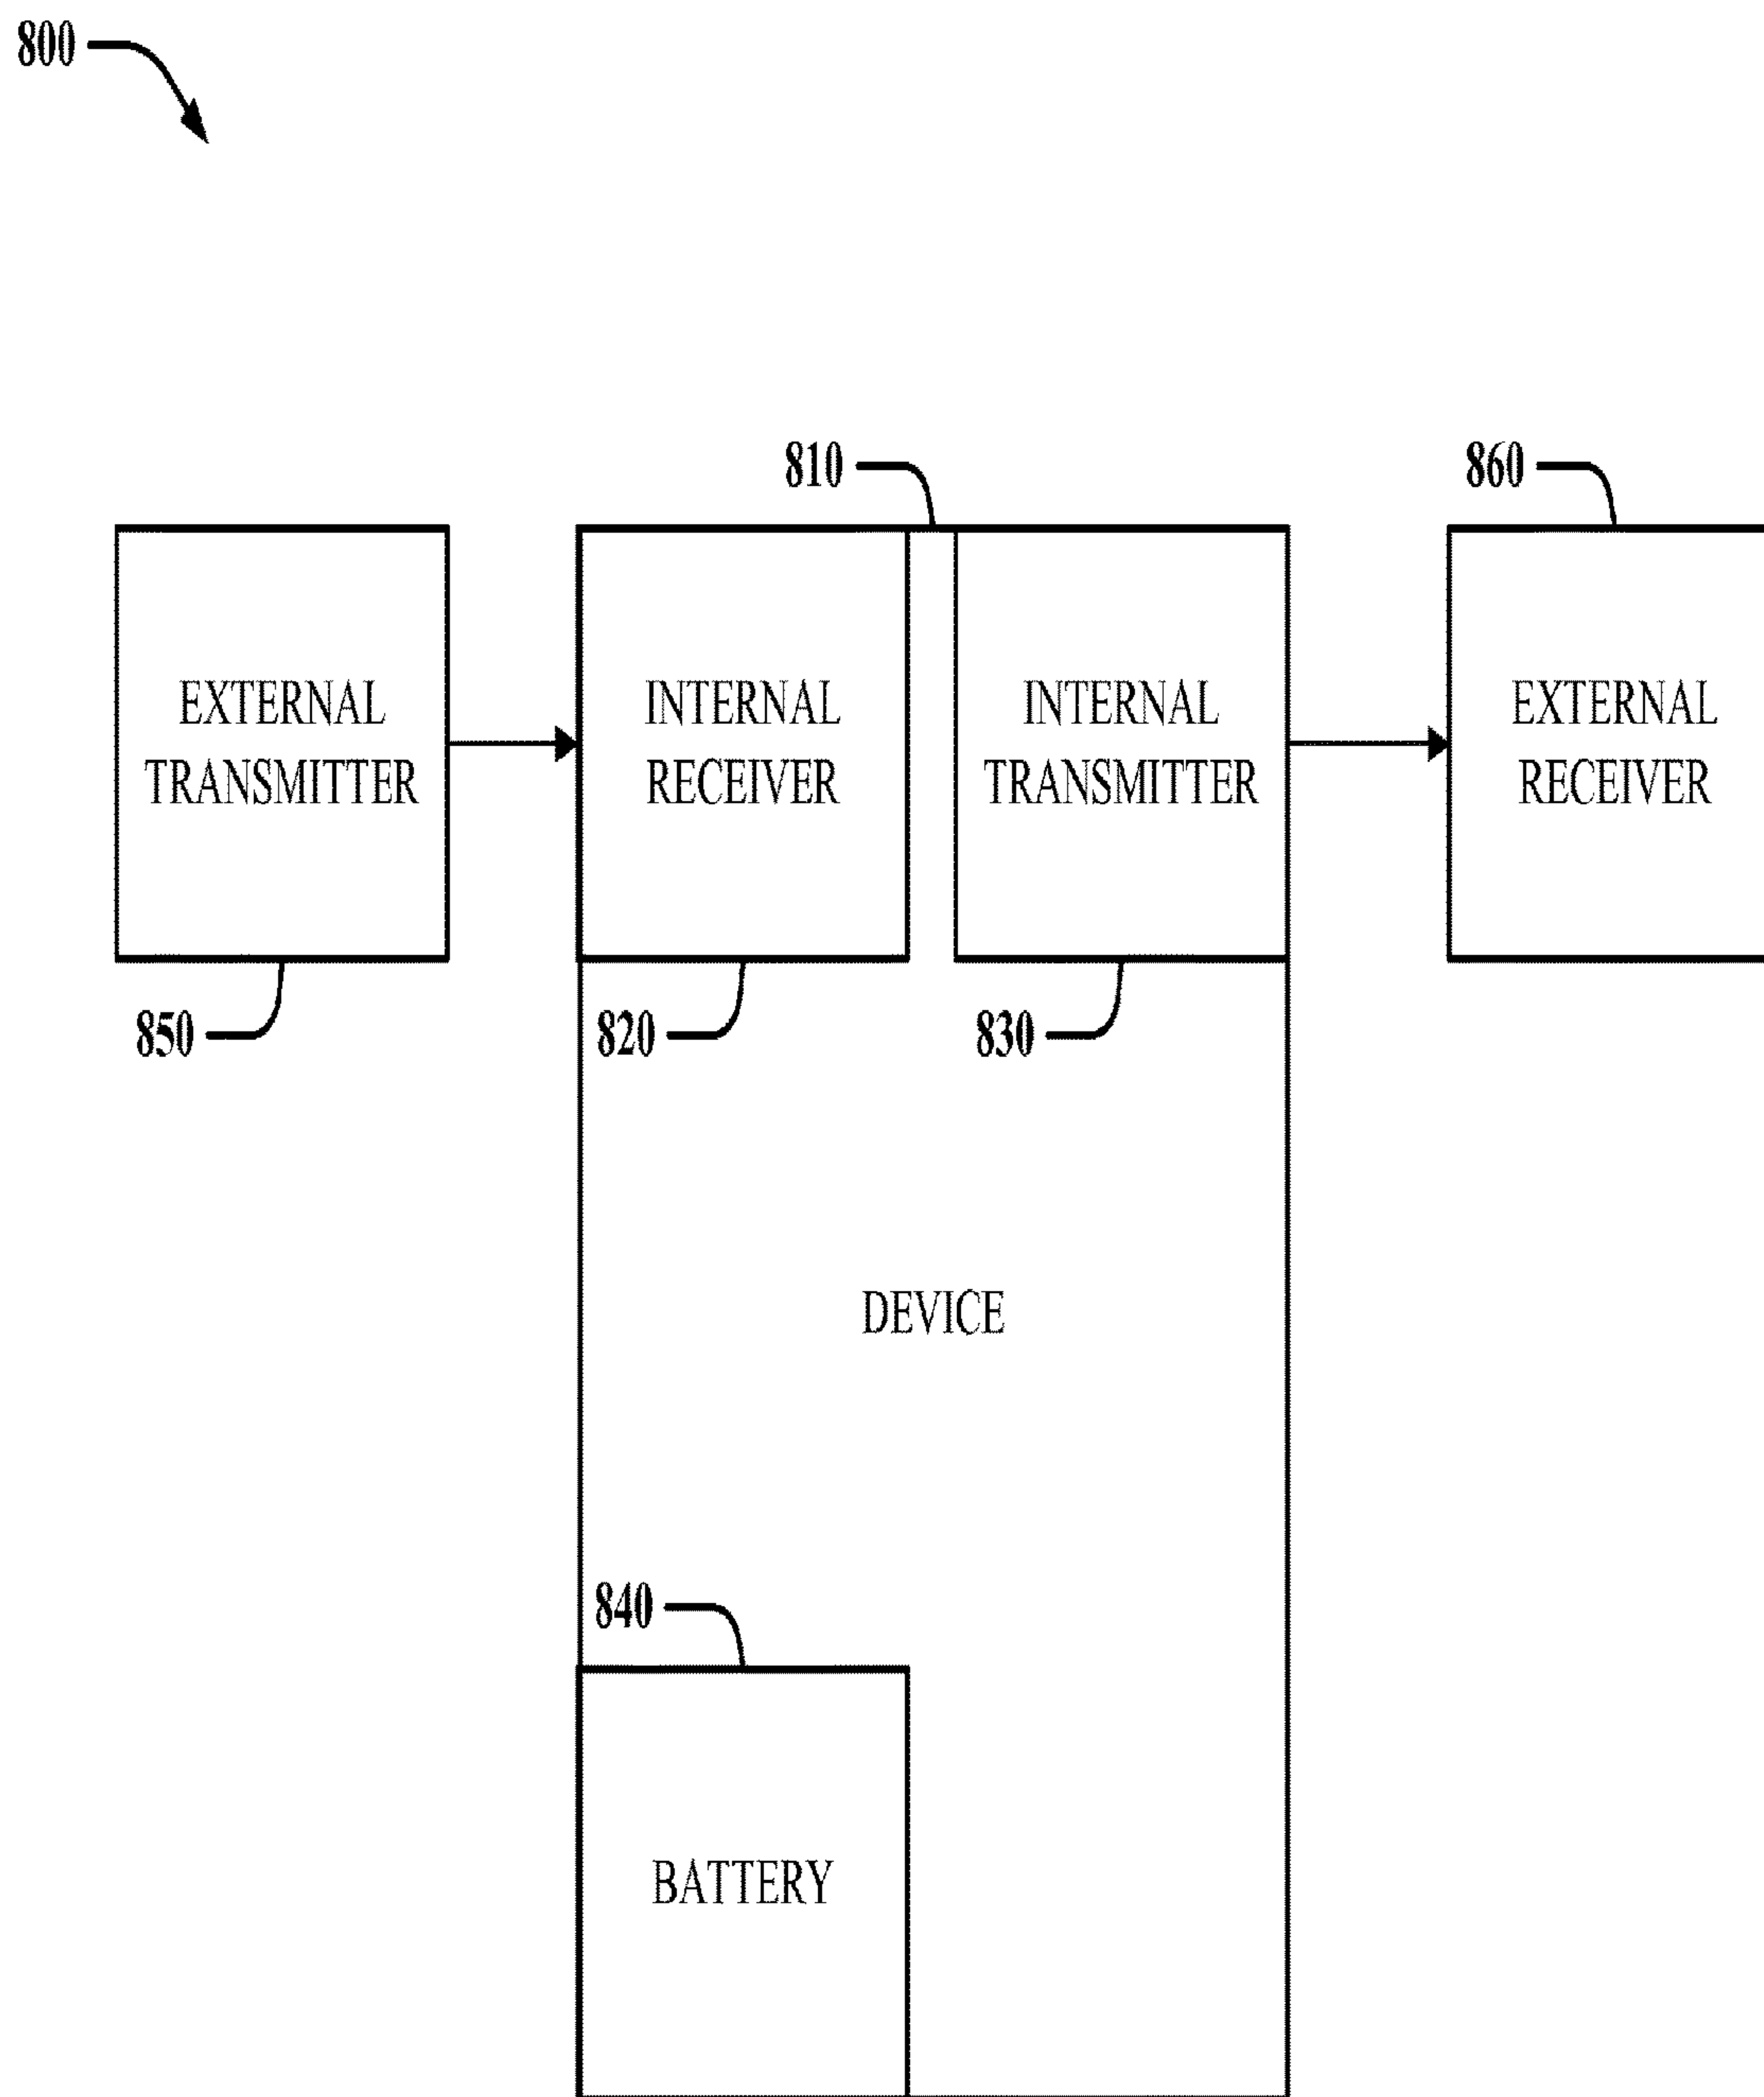 800
810
860
EXTERNAL
TRANSMITTER
INTERNAL
RECEIVER
INTERNAL
TRANSMITTER
EXTERNAL
RECEIVER
850
820
830
DEVICE
840
BATTERY